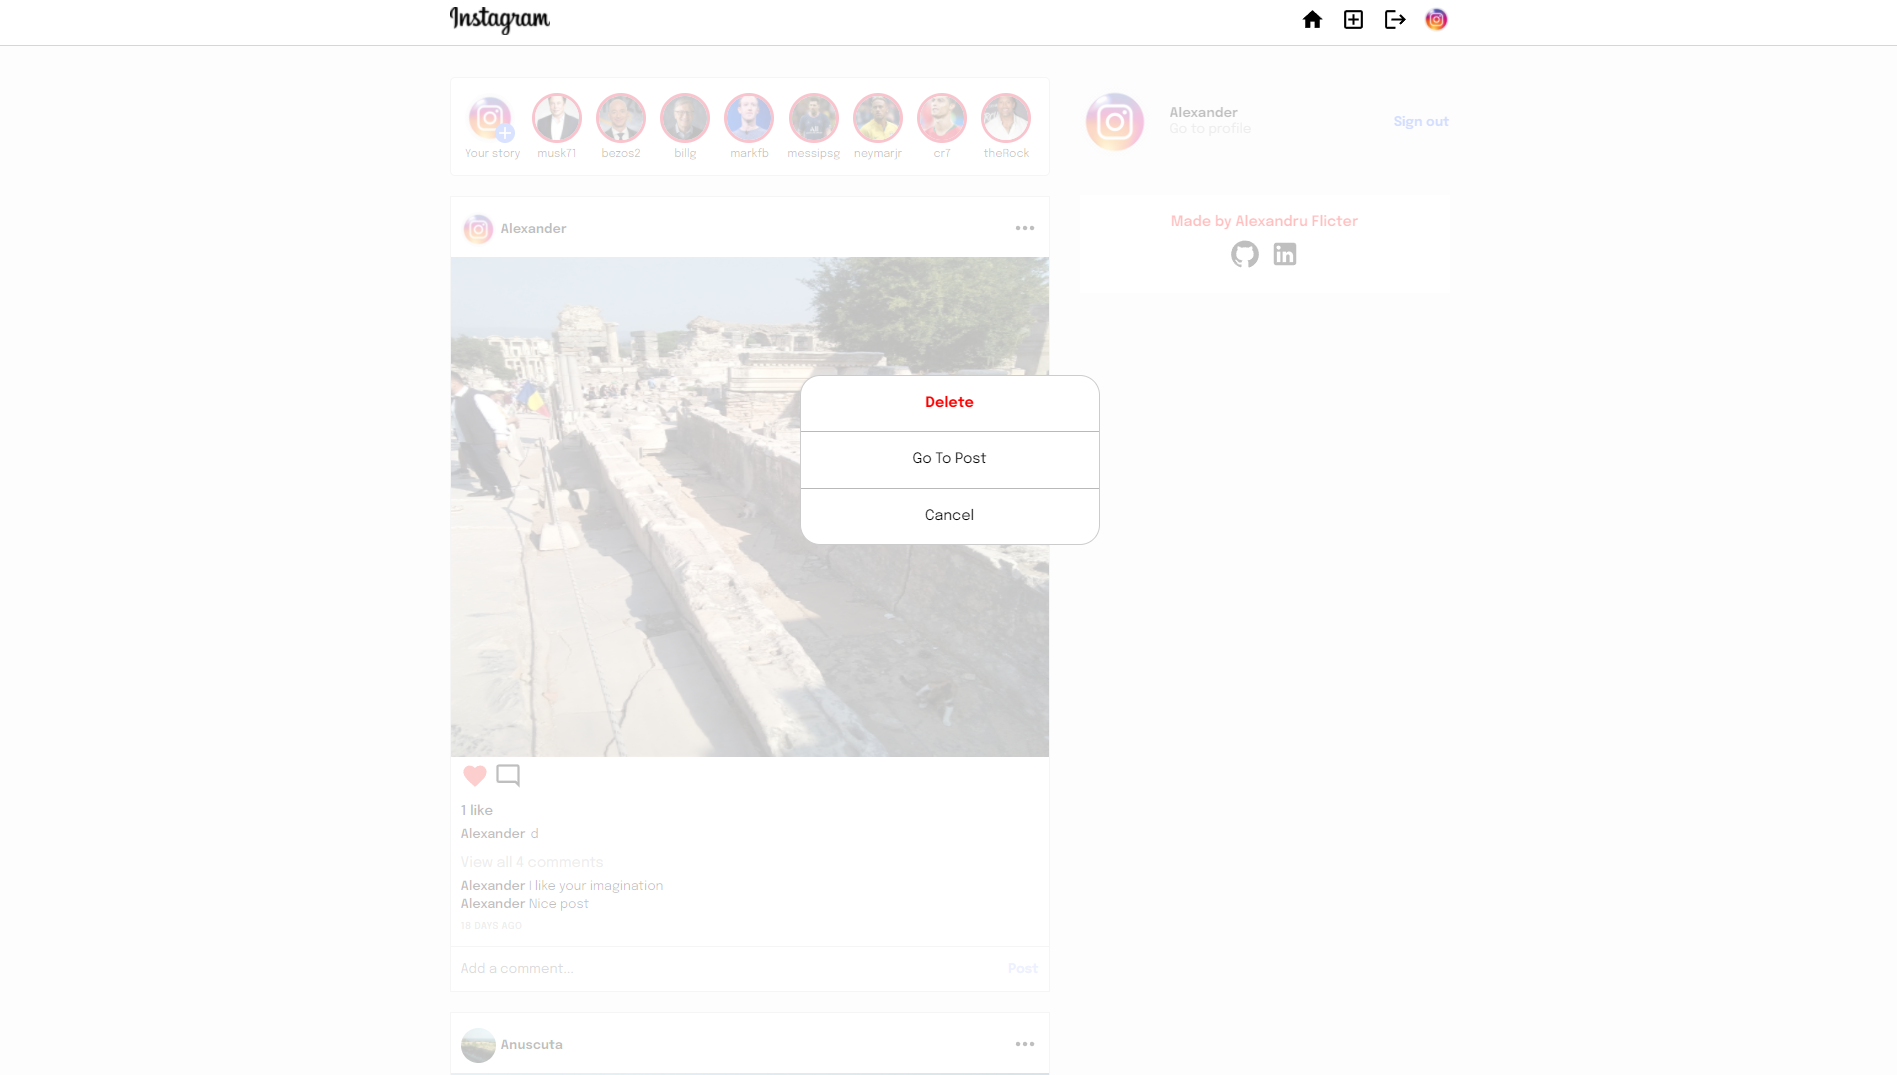 Instagram
Your story
musk71
bezos2
billg
markfb
messipsg
neymarjr
cr7
theRock
Alexander
Go to profile
Sign out
Made by Alexandru Flicter
Alexander
Delete
Go To Post
Cancel
1 like
Alexander d
View all 4 comments
Alexander I like your imagination
Alexander Nice post
18 DAYS AGO
Add a comment...
Post
Anuscuta